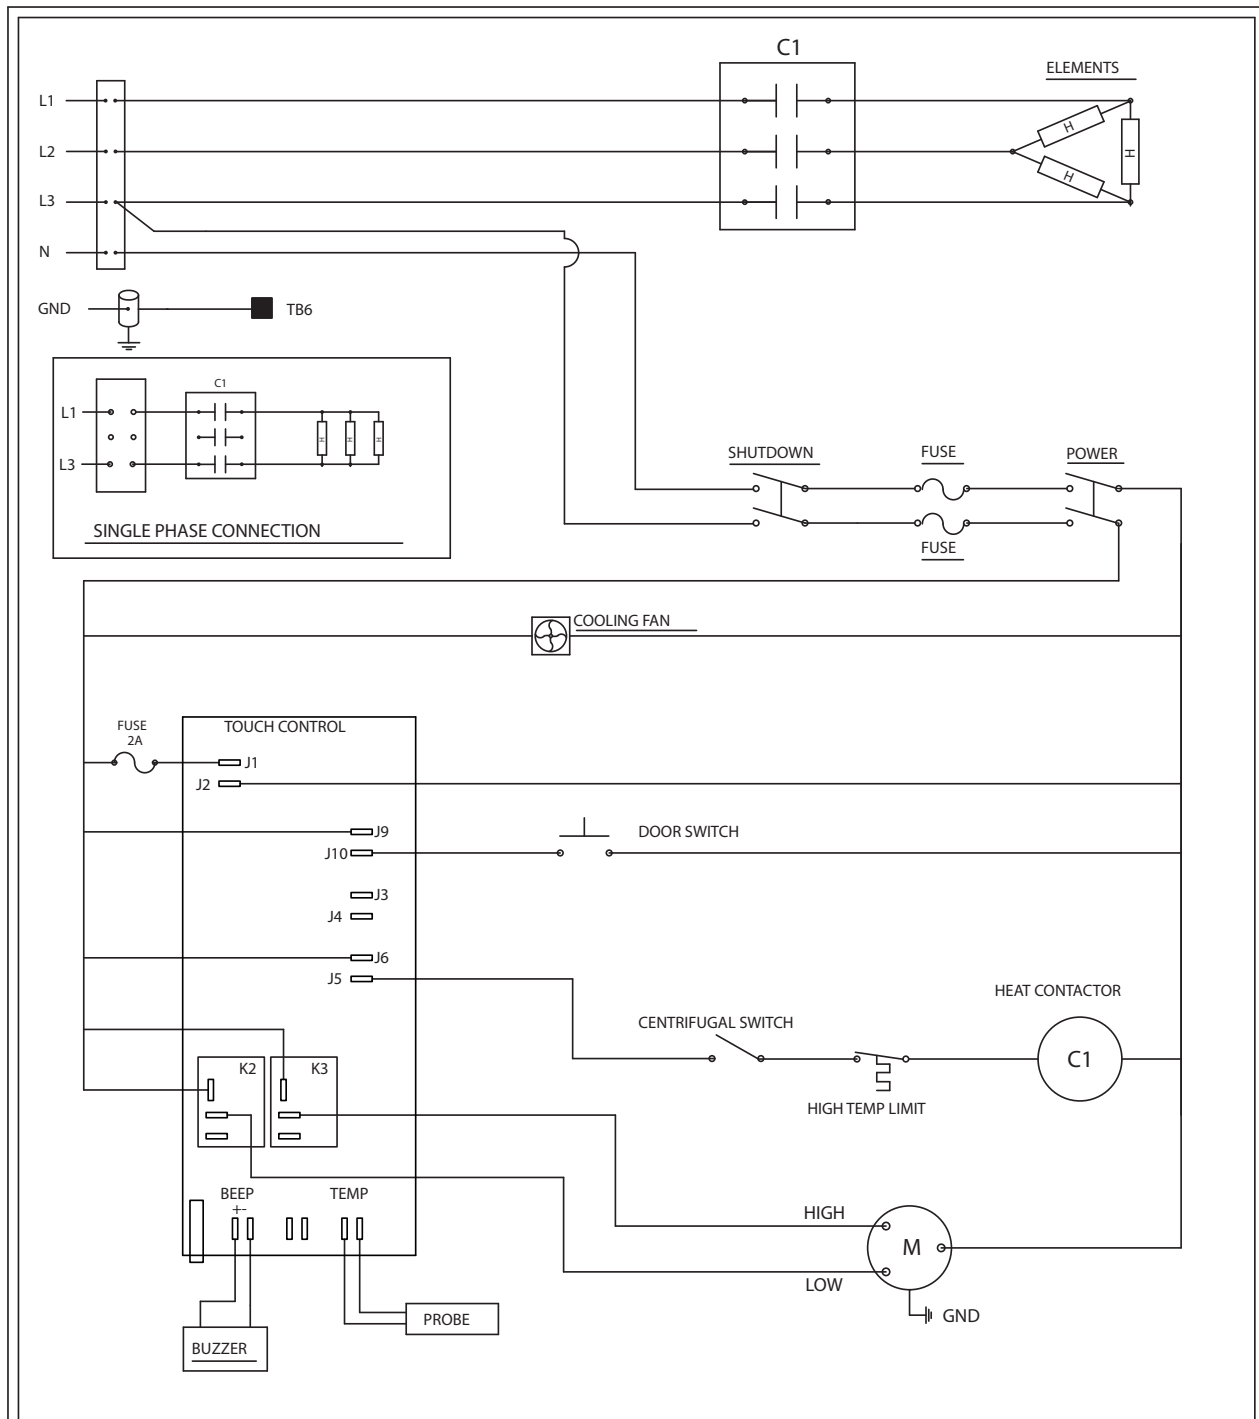 C1
ELEMENTS
L1
H
H
L2
H
L3
N
GND
TB6
C1
L1
H
H
H
L3
SINGLE PHASE CONNECTION
SHUTDOWN
FUSE
POWER
FUSE
COOLING FAN
FUSE
2A
TOUCH CONTROL
J1
J2
J9
J10
DOOR SWITCH
J3
J4
J6
J5
HEAT CONTACTOR
CENTRIFUGAL SWITCH
C1
K2
K3
HIGH TEMP LIMIT
BEEP
+-
TEMP
HIGH
M
LOW
GND
PROBE
BUZZER